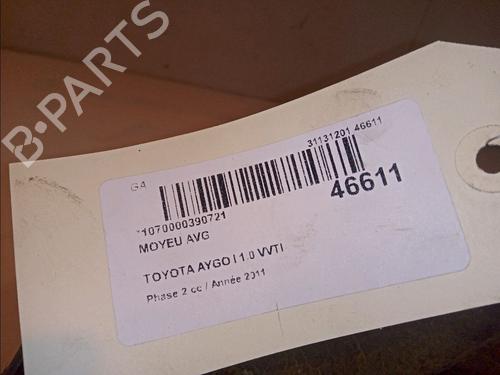 B-PARTS
GA
31131201 46611
46611
*1070000390721
MOYEU AVG
TOYOTA AYGO I 1.0 VVTI
Phase 2 cc / Année 2011